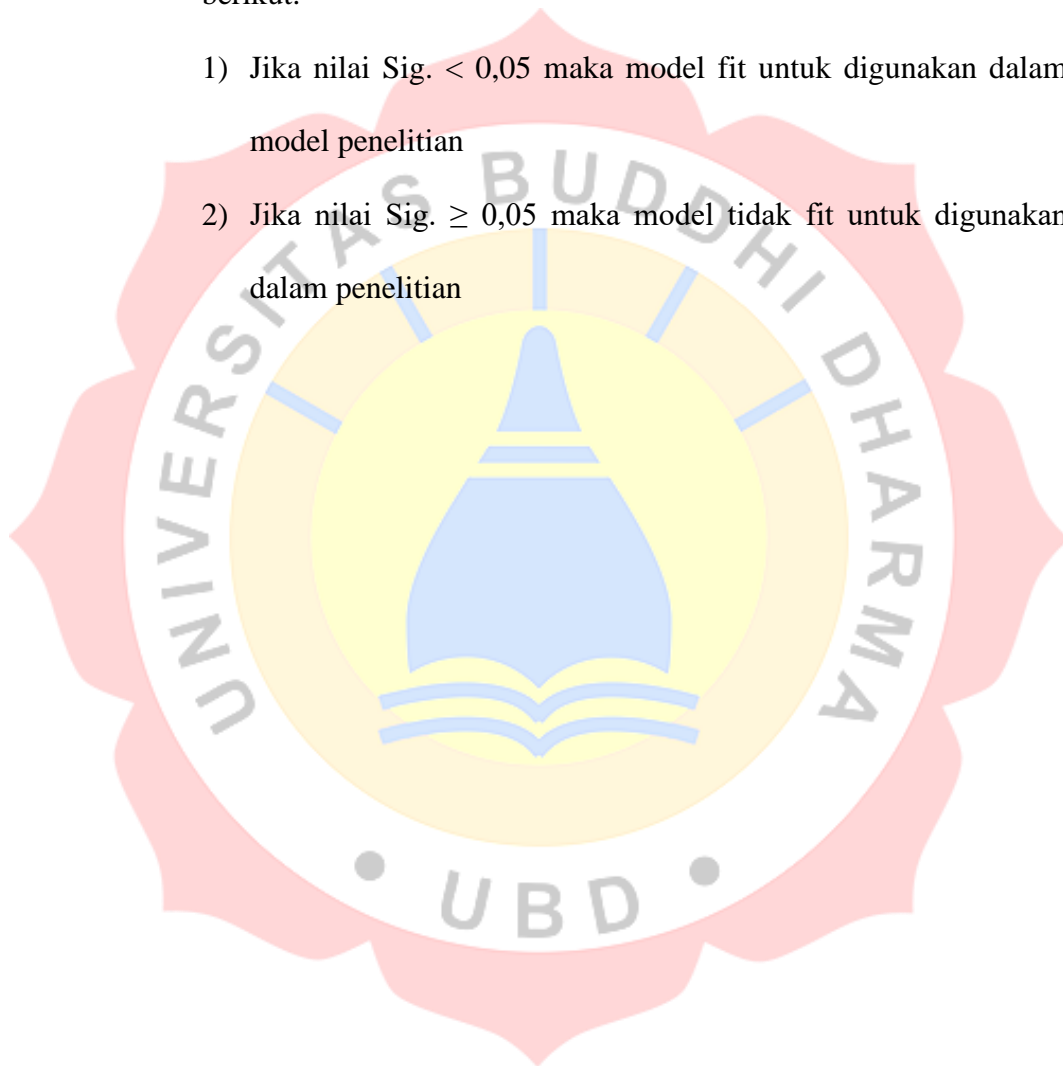 1) Jika nilai Sig. < 0,05 maka model fit untuk digunakan dalam
model penelitian
2) Jika nilai Sig. ≥ 0,05 maka model tidak fit untuk digunakan
dalam penelitian
UNIVERSITAS BUDDHI DHARMA
• UBD •